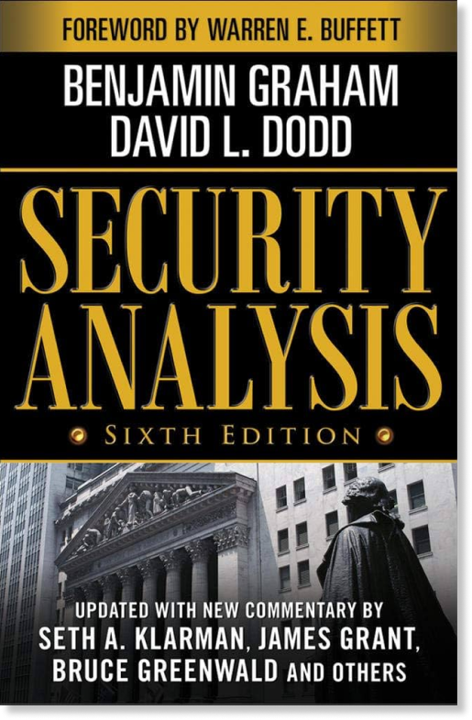 FOREWORD BY WARREN E. BUFFETT
BENJAMIN GRAHAM
DAVID L. DODD
SECURITY
ANALYSIS
SIXTH EDITION
UPDATED WITH NEW COMMENTARY BY
SETH A. KLARMAN, JAMES GRANT,
BRUCE GREENWALD AND OTHERS